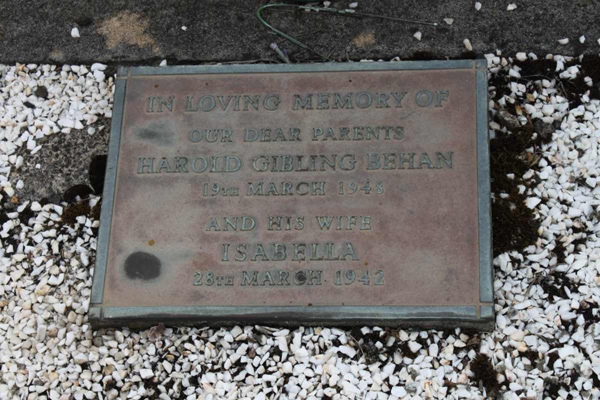 IN LOVING MEMORY OF
OUR DEAR PARENTS
HAROLD GIBLING BEHAN
19TH MARCH 1948
AND HIS WIFE
ISABELLA
28TH MARCH 1942